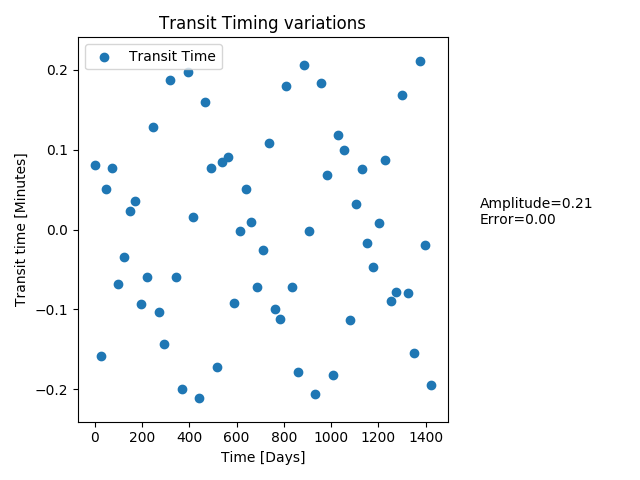 Transit Timing variations
Transit Time
0.2
0.1
0.0
−0.1
−0.2
Transit time [Minutes]
0 200 400 600 800 1000 1200 1400
Time [Days]
Amplitude=0.21
Error=0.00